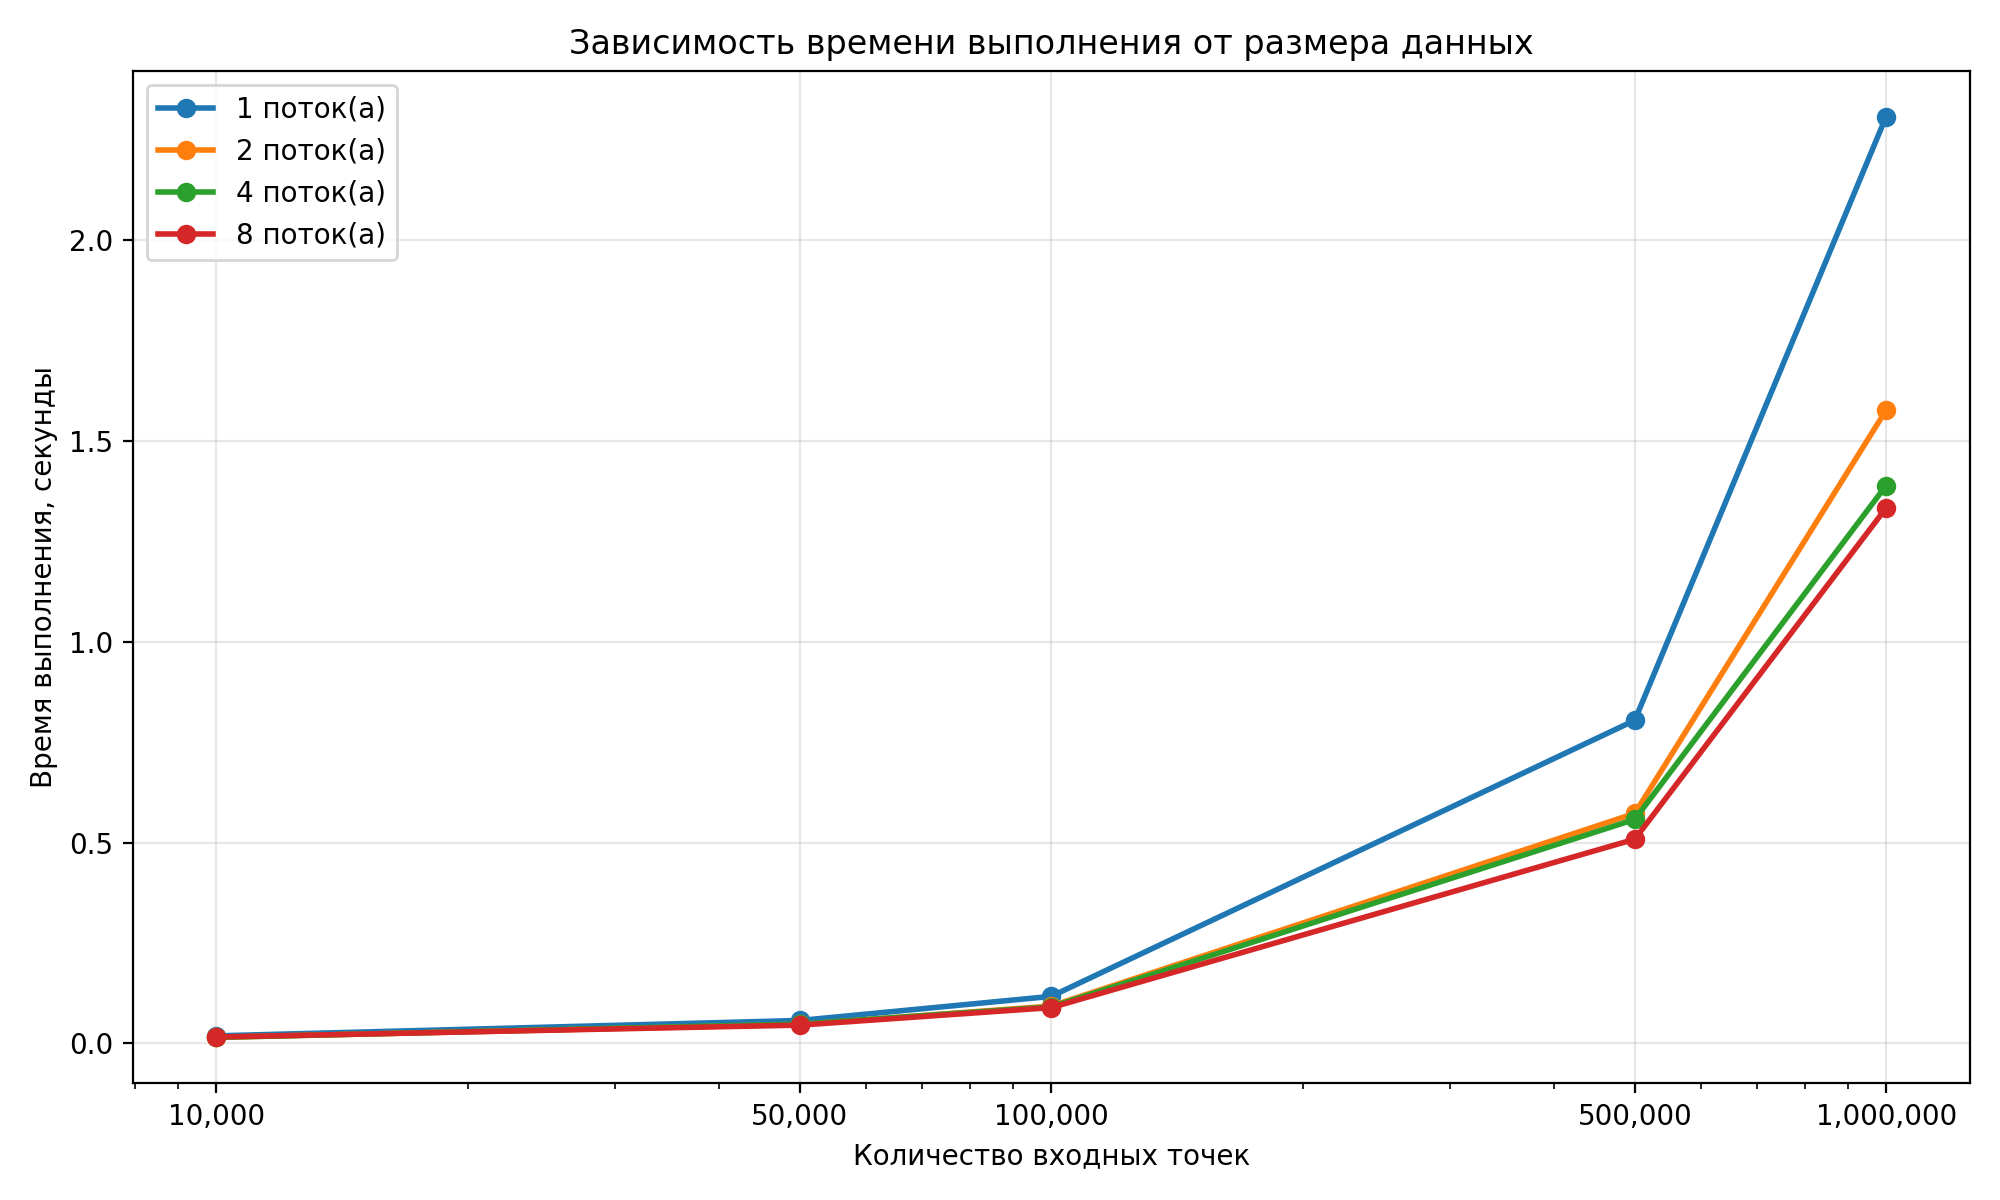 Зависимость времени выполнения от размера данных
1 поток(а)
2 поток(а)
4 поток(а)
8 поток(а)
Время выполнения, секунды
2.0
1.5
1.0
0.5
0.0
10,000
50,000
100,000
500,000
1,000,000
Количество входных точек